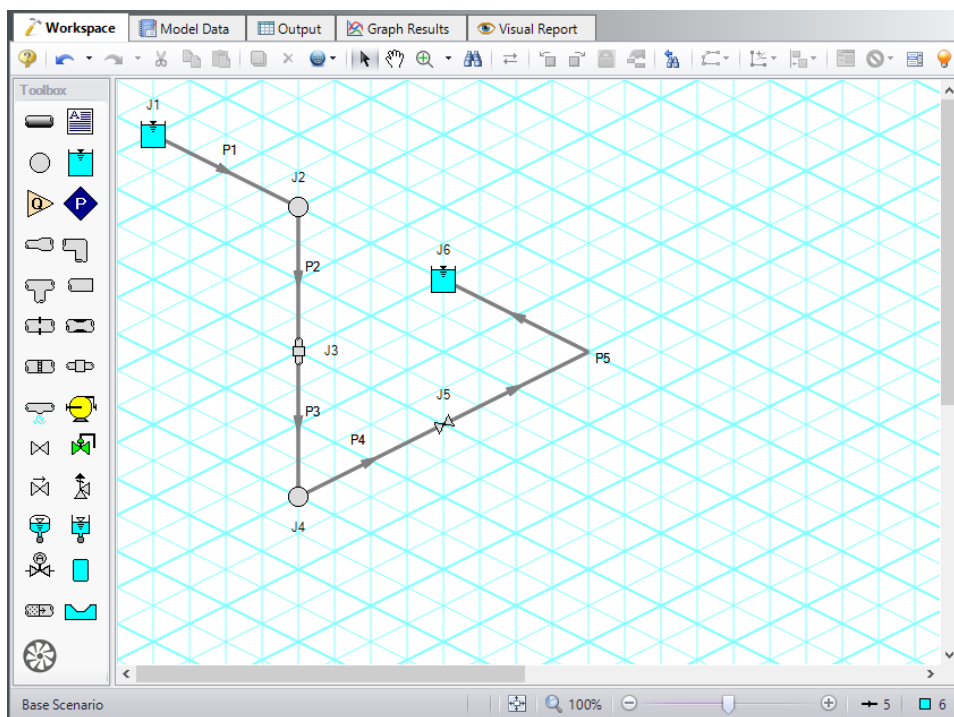 Workspace Model Data Output Graph Results Visual Report
Toolbox
A
Q P
J1
P1
J2
P2
J6
J3
P5
J5
P3
P4
J4
Base Scenario 100% 5 6